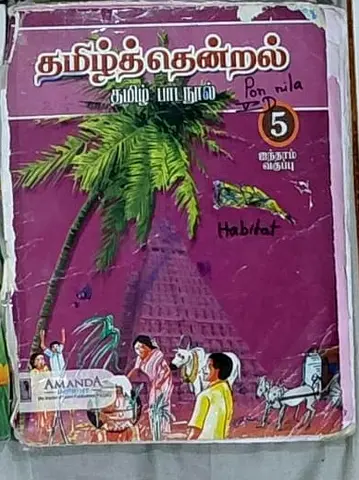 தமிழ்த்தென்றல்
தமிழ் பாடநூல்
Pon nila
V D
5
ஐந்தாம்
வகுப்பு
Habitat
AMANDA